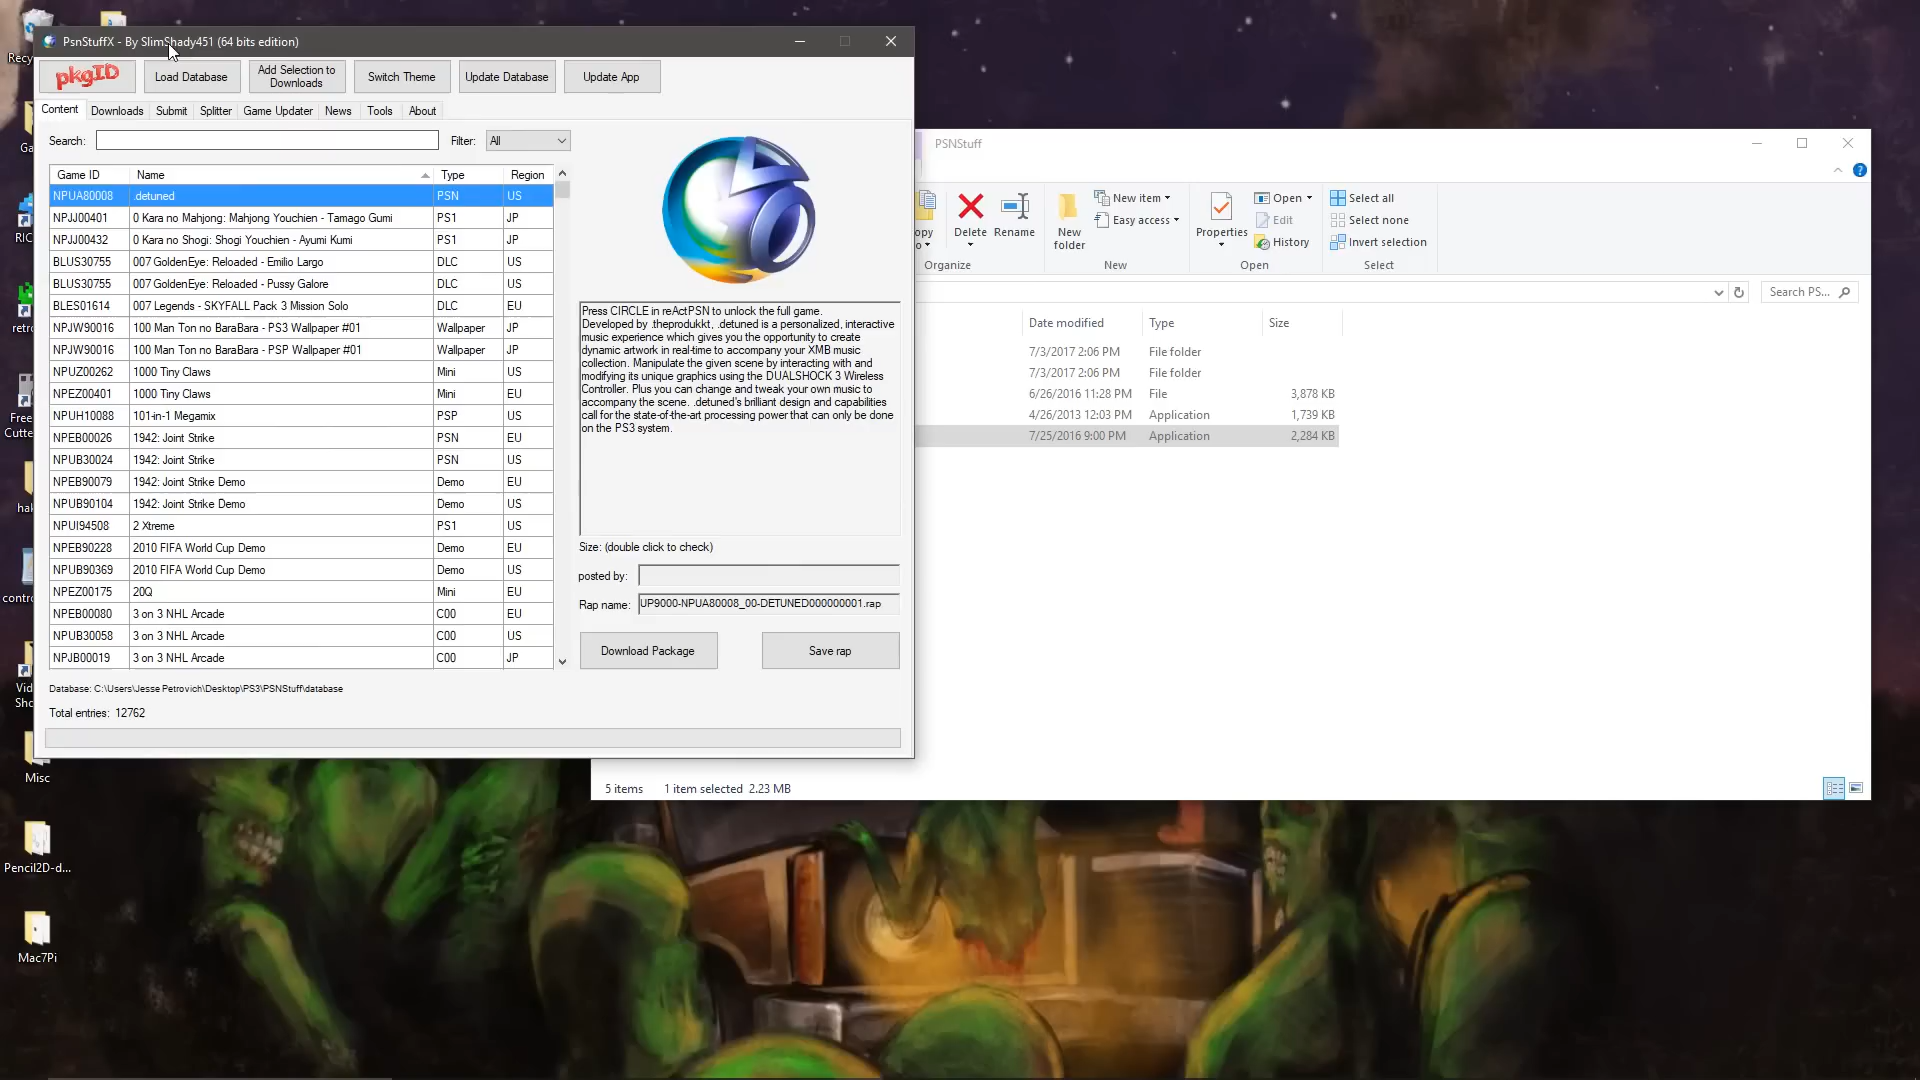 PsnStuffX - By SlimShady451 (64 bits edition)
pkgID
Load Database
Add Selection to
Downloads
Switch Theme
Update Database
Update App
Content
Downloads
Submit
Splitter
Game Updater
News
Tools
About
Search:
Filter: All
Game ID Name Type Region
NPUA80008 .detuned PSN US
NPJJ00401 0 Kara no Mahjong: Mahjong Youchien - Tamago Gumi PS1 JP
NPJJ00432 0 Kara no Shogi: Shogi Youchien - Ayumi Kumi PS1 JP
BLUS30755 007 GoldenEye: Reloaded - Emilio Largo DLC US
BLUS30755 007 GoldenEye: Reloaded - Pussy Galore DLC US
BLES01614 007 Legends - SKYFALL Pack 3 Mission Solo DLC EU
NPJW90016 100 Man Ton no BaraBara - PS3 Wallpaper #01 Wallpaper JP
NPJW90016 100 Man Ton no BaraBara - PSP Wallpaper #01 Wallpaper JP
NPUZ00262 1000 Tiny Claws Mini US
NPEZ00401 1000 Tiny Claws Mini EU
NPUH10088 101-in-1 Megamix PSP US
NPEB00026 1942: Joint Strike PSN EU
NPUB30024 1942: Joint Strike PSN US
NPEB90079 1942: Joint Strike Demo Demo EU
NPUB90104 1942: Joint Strike Demo Demo US
NPUI94508 2 Xtreme PS1 US
NPEB90228 2010 FIFA World Cup Demo Demo EU
NPUB90369 2010 FIFA World Cup Demo Demo US
NPEZ00175 20Q Mini EU
NPEB00080 3 on 3 NHL Arcade C00 EU
NPUB30058 3 on 3 NHL Arcade C00 US
NPJB00019 3 on 3 NHL Arcade C00 JP
Database: C:\Users\Jesse Petrovich\Desktop\PS3\PSNStuff\database
Total entries: 12762
Press CIRCLE in reActPSN to unlock the full game.
Developed by .theprodukkt, .detuned is a personalized, interactive
music experience which gives you the opportunity to create
dynamic artwork in real-time to accompany your XMB music
collection. Manipulate the given scene by interacting with and
modifying its unique graphics using the DUALSHOCK 3 Wireless
Controller. Plus you can change and tweak your own music to
accompany the scene. .detuned's brilliant design and capabilities
call for the state-of-the-art processing power that can only be done
on the PS3 system.
Size: (double click to check)
posted by:
Rap name: UP9000-NPUA80008_00-DETUNED000000001.rap
Download Package
Save rap
PSNStuff
Delete
Rename
Organize
New
folder
New item
Easy access
New
Properties
Open
Edit
History
Open
Select all
Select none
Invert selection
Select
Search PS...
Date modified Type Size
7/3/2017 2:06 PM File folder
7/3/2017 2:06 PM File folder
6/26/2016 11:28 PM File 3,878 KB
4/26/2013 12:03 PM Application 1,739 KB
7/25/2016 9:00 PM Application 2,284 KB
5 items 1 item selected 2.23 MB
Misc
Pencil2D-d...
Mac7Pi